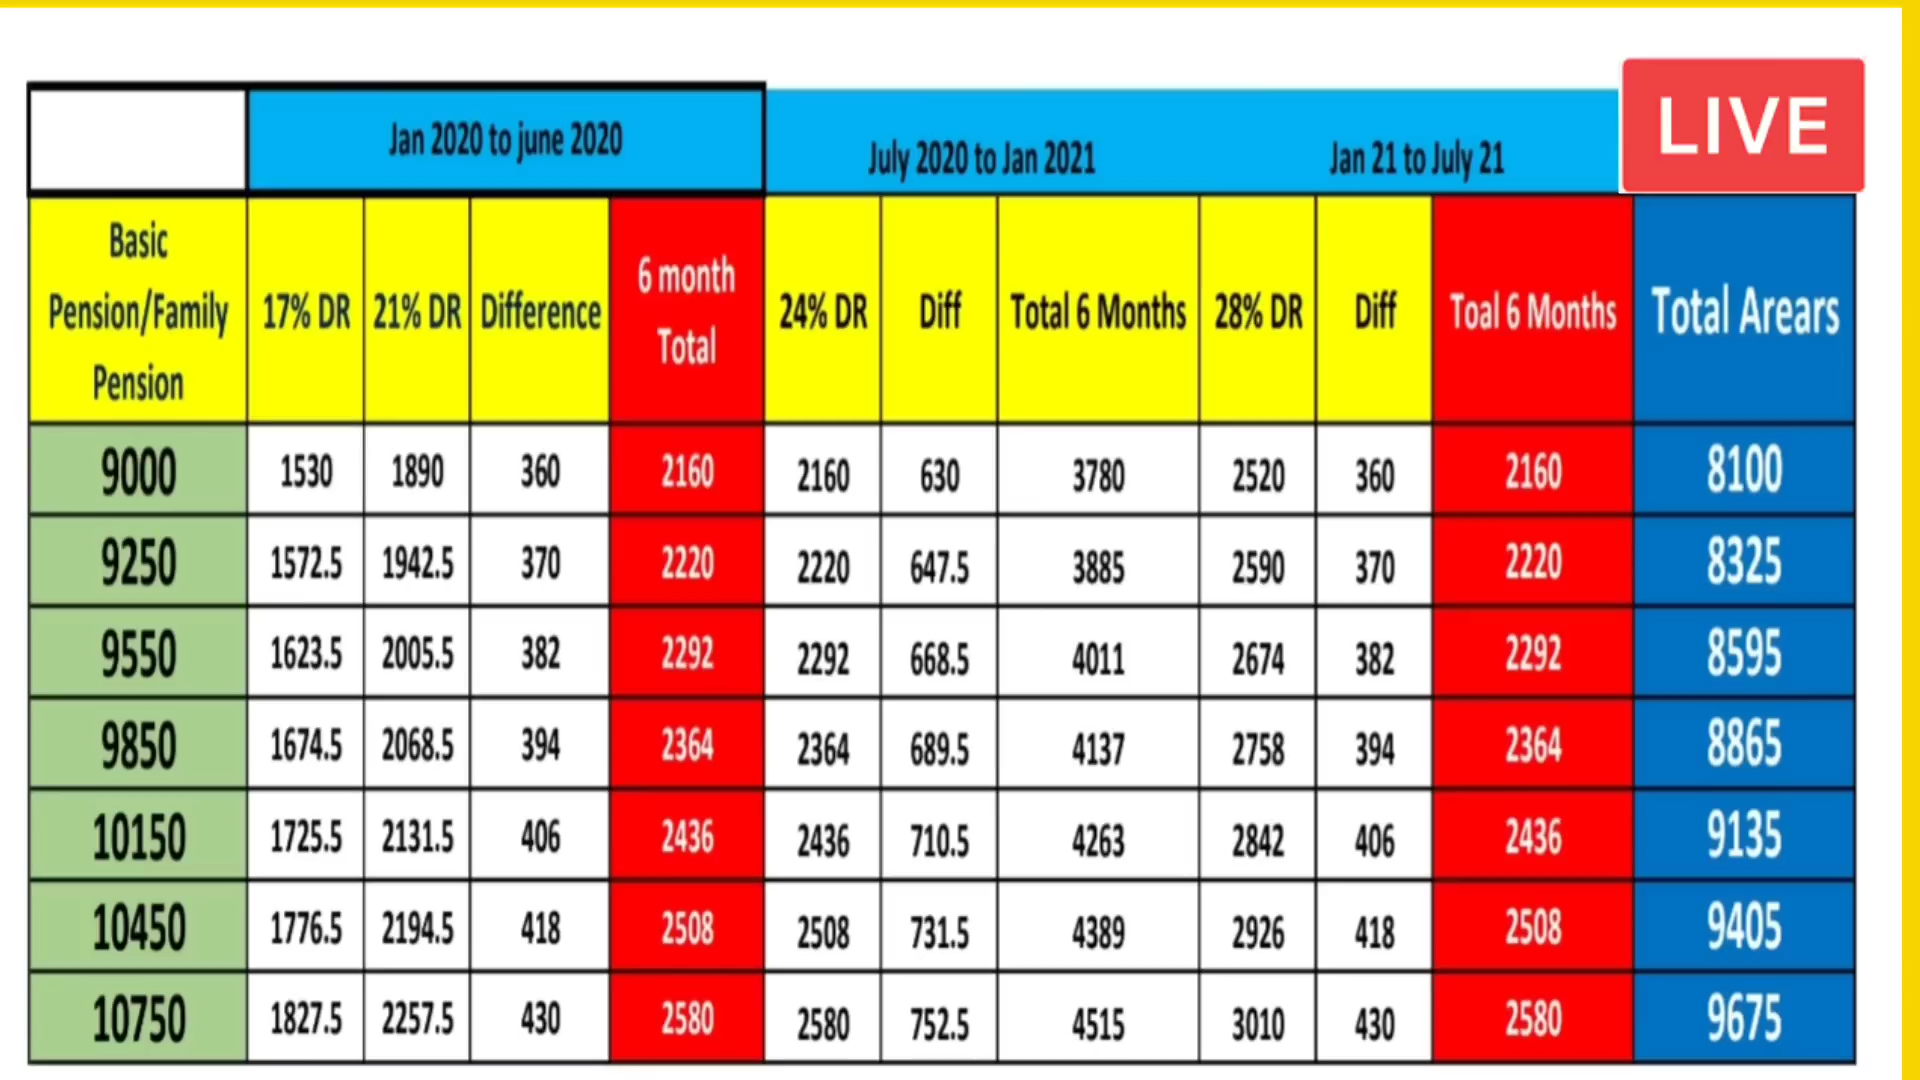 Jan 2020 to june 2020 July 2020 to Jan 2021 Jan 21 to July 21 LIVE
Basic Pension/Family Pension 17% DR 21% DR Difference 6 month Total 24% DR Diff Total 6 Months 28% DR Diff Toal 6 Months Total Arears
9000 1530 1890 360 2160 2160 630 3780 2520 360 2160 8100
9250 1572.5 1942.5 370 2220 2220 647.5 3885 2590 370 2220 8325
9550 1623.5 2005.5 382 2292 2292 668.5 4011 2674 382 2292 8595
9850 1674.5 2068.5 394 2364 2364 689.5 4137 2758 394 2364 8865
10150 1725.5 2131.5 406 2436 2436 710.5 4263 2842 406 2436 9135
10450 1776.5 2194.5 418 2508 2508 731.5 4389 2926 418 2508 9405
10750 1827.5 2257.5 430 2580 2580 752.5 4515 3010 430 2580 9675